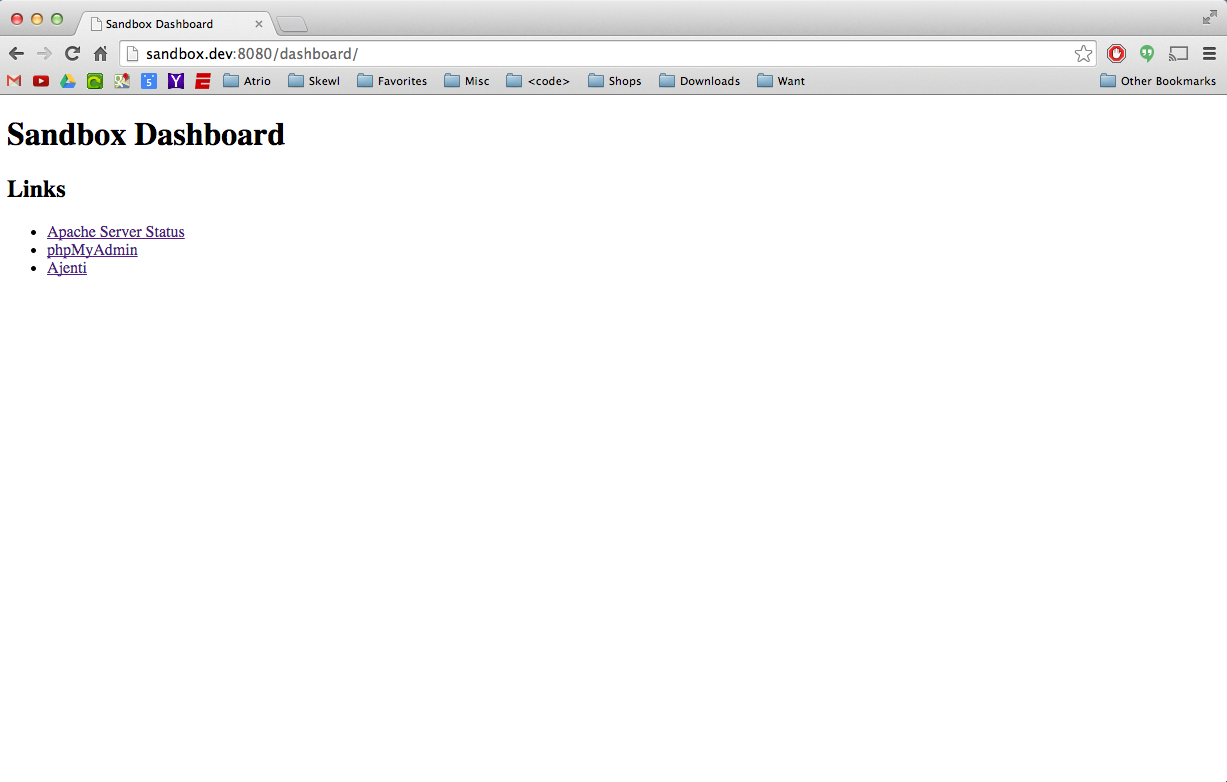 Sandbox Dashboard
sandbox.dev:8080/dashboard/
5 Atrio Skewl Favorites Misc <code> Shops Downloads Want Other Bookmarks
Sandbox Dashboard
Links
Apache Server Status
phpMyAdmin
Ajenti